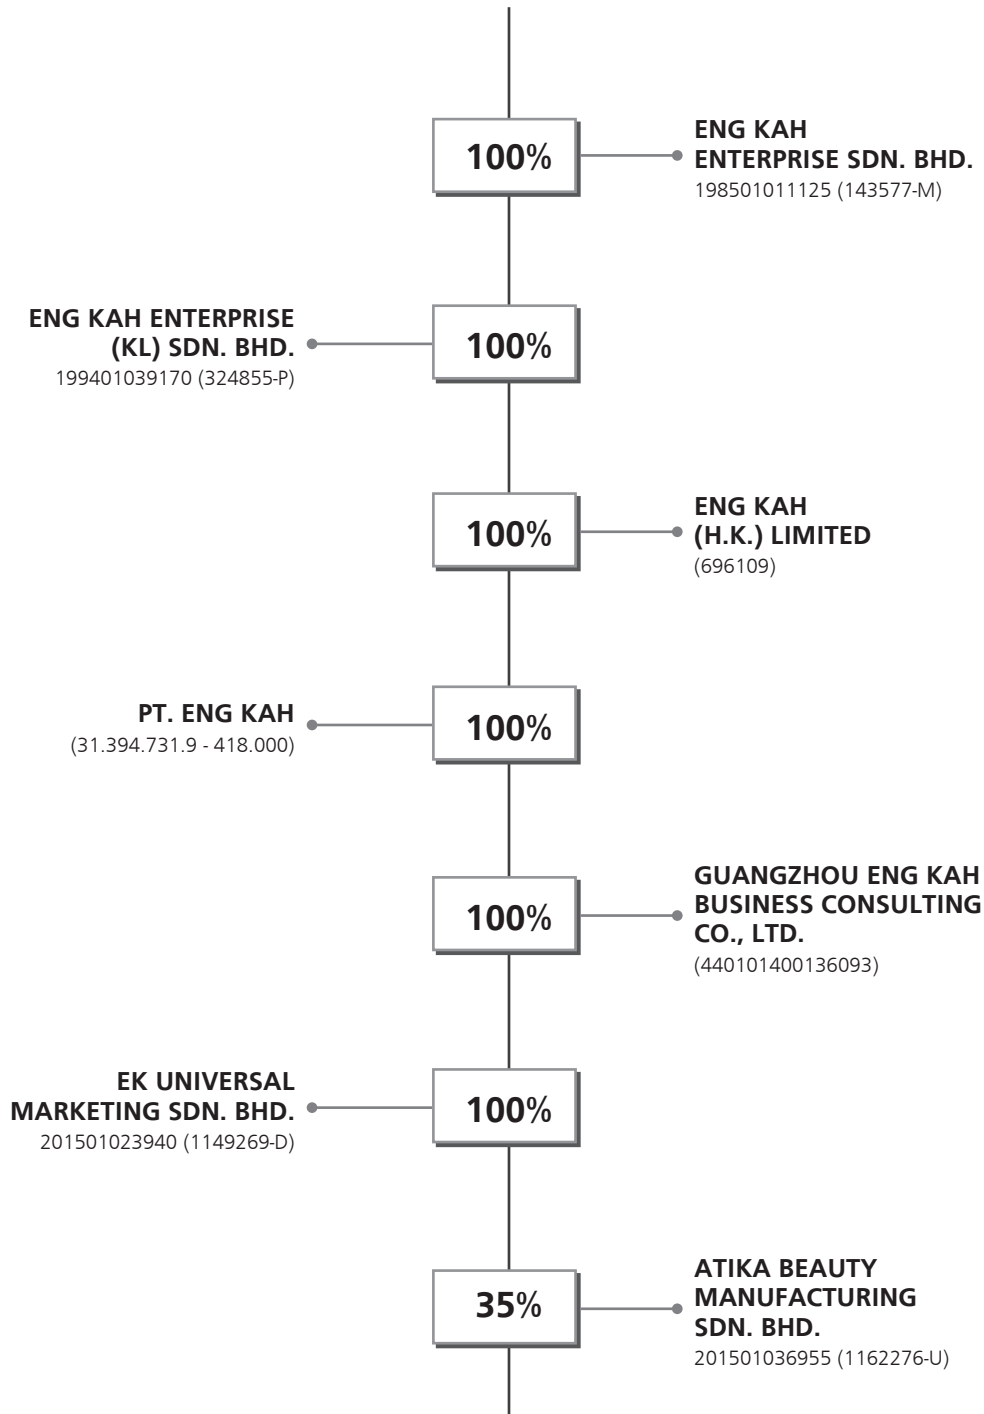 100%
ENG KAH
ENTERPRISE SDN. BHD.
198501011125 (143577-M)
ENG KAH ENTERPRISE
(KL) SDN. BHD.
199401039170 (324855-P)
100%
100%
ENG KAH
(H.K.) LIMITED
(696109)
PT. ENG KAH
(31.394.731.9 - 418.000)
100%
100%
GUANGZHOU ENG KAH
BUSINESS CONSULTING
CO., LTD.
(440101400136093)
EK UNIVERSAL
MARKETING SDN. BHD.
201501023940 (1149269-D)
100%
35%
ATIKA BEAUTY
MANUFACTURING
SDN. BHD.
201501036955 (1162276-U)